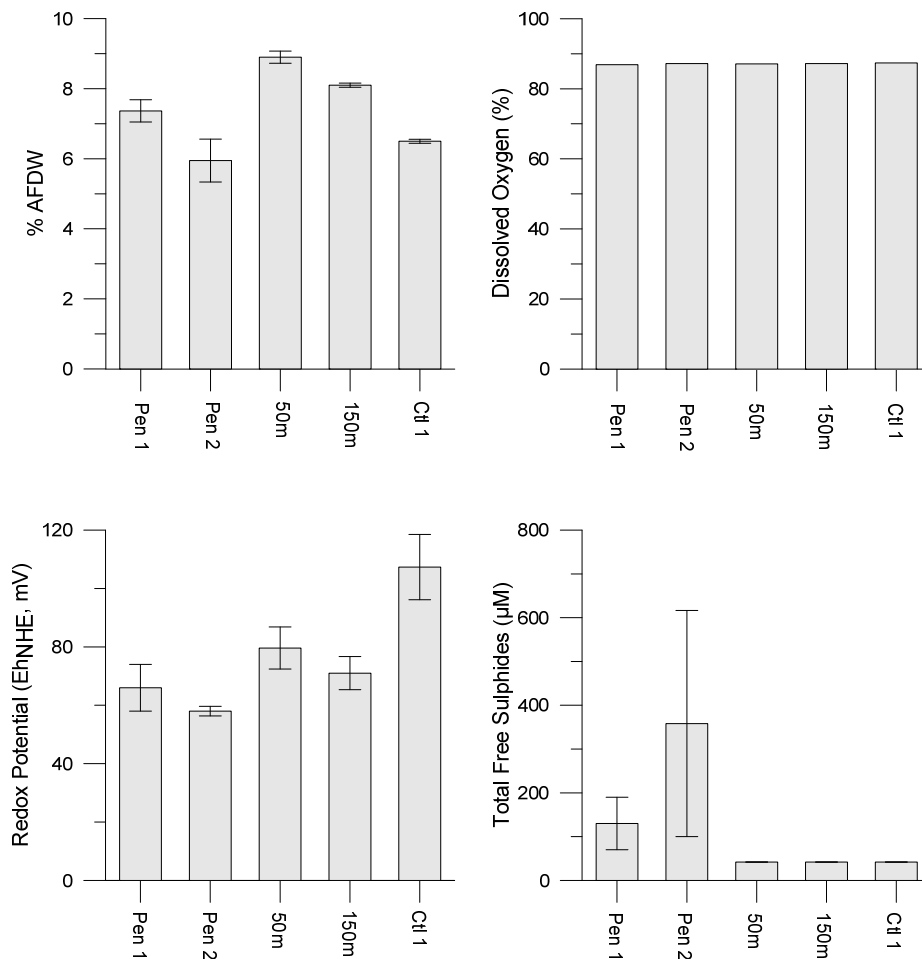 10
8
6
4
2
0
% AFDW
Pen 1
Pen 2
50m
150m
Ctl 1
100
80
60
40
20
0
Dissolved Oxygen (%)
Pen 1
Pen 2
50m
150m
Ctl 1
120
80
40
0
Redox Potential (EhNHE, mV)
Pen 1
Pen 2
50m
150m
Ctl 1
800
600
400
200
0
Total Free Sulphides (µM)
Pen 1
Pen 2
50m
150m
Ctl 1